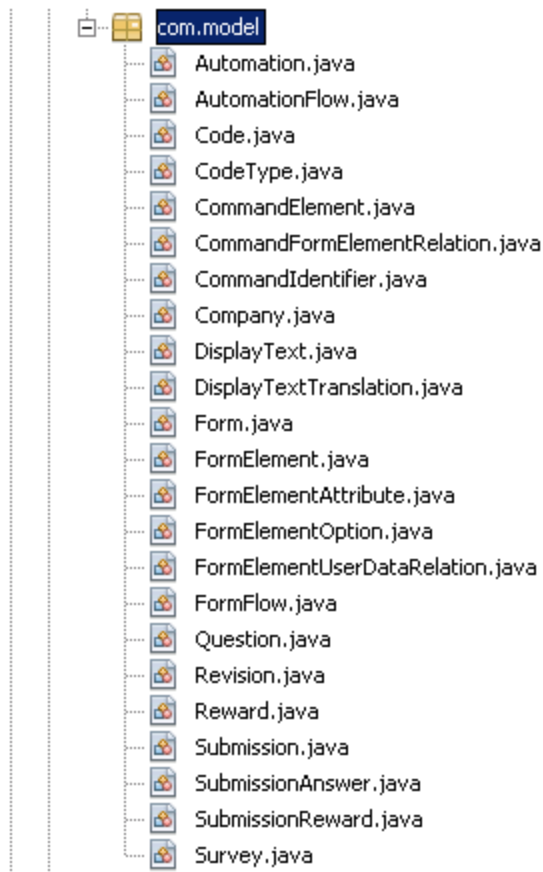 com.model
Automation.java
AutomationFlow.java
Code.java
CodeType.java
CommandElement.java
CommandFormElementRelation.java
CommandIdentifier.java
Company.java
DisplayText.java
DisplayTextTranslation.java
Form.java
FormElement.java
FormElementAttribute.java
FormElementOption.java
FormElementUserDataRelation.java
FormFlow.java
Question.java
Revision.java
Reward.java
Submission.java
SubmissionAnswer.java
SubmissionReward.java
Survey.java